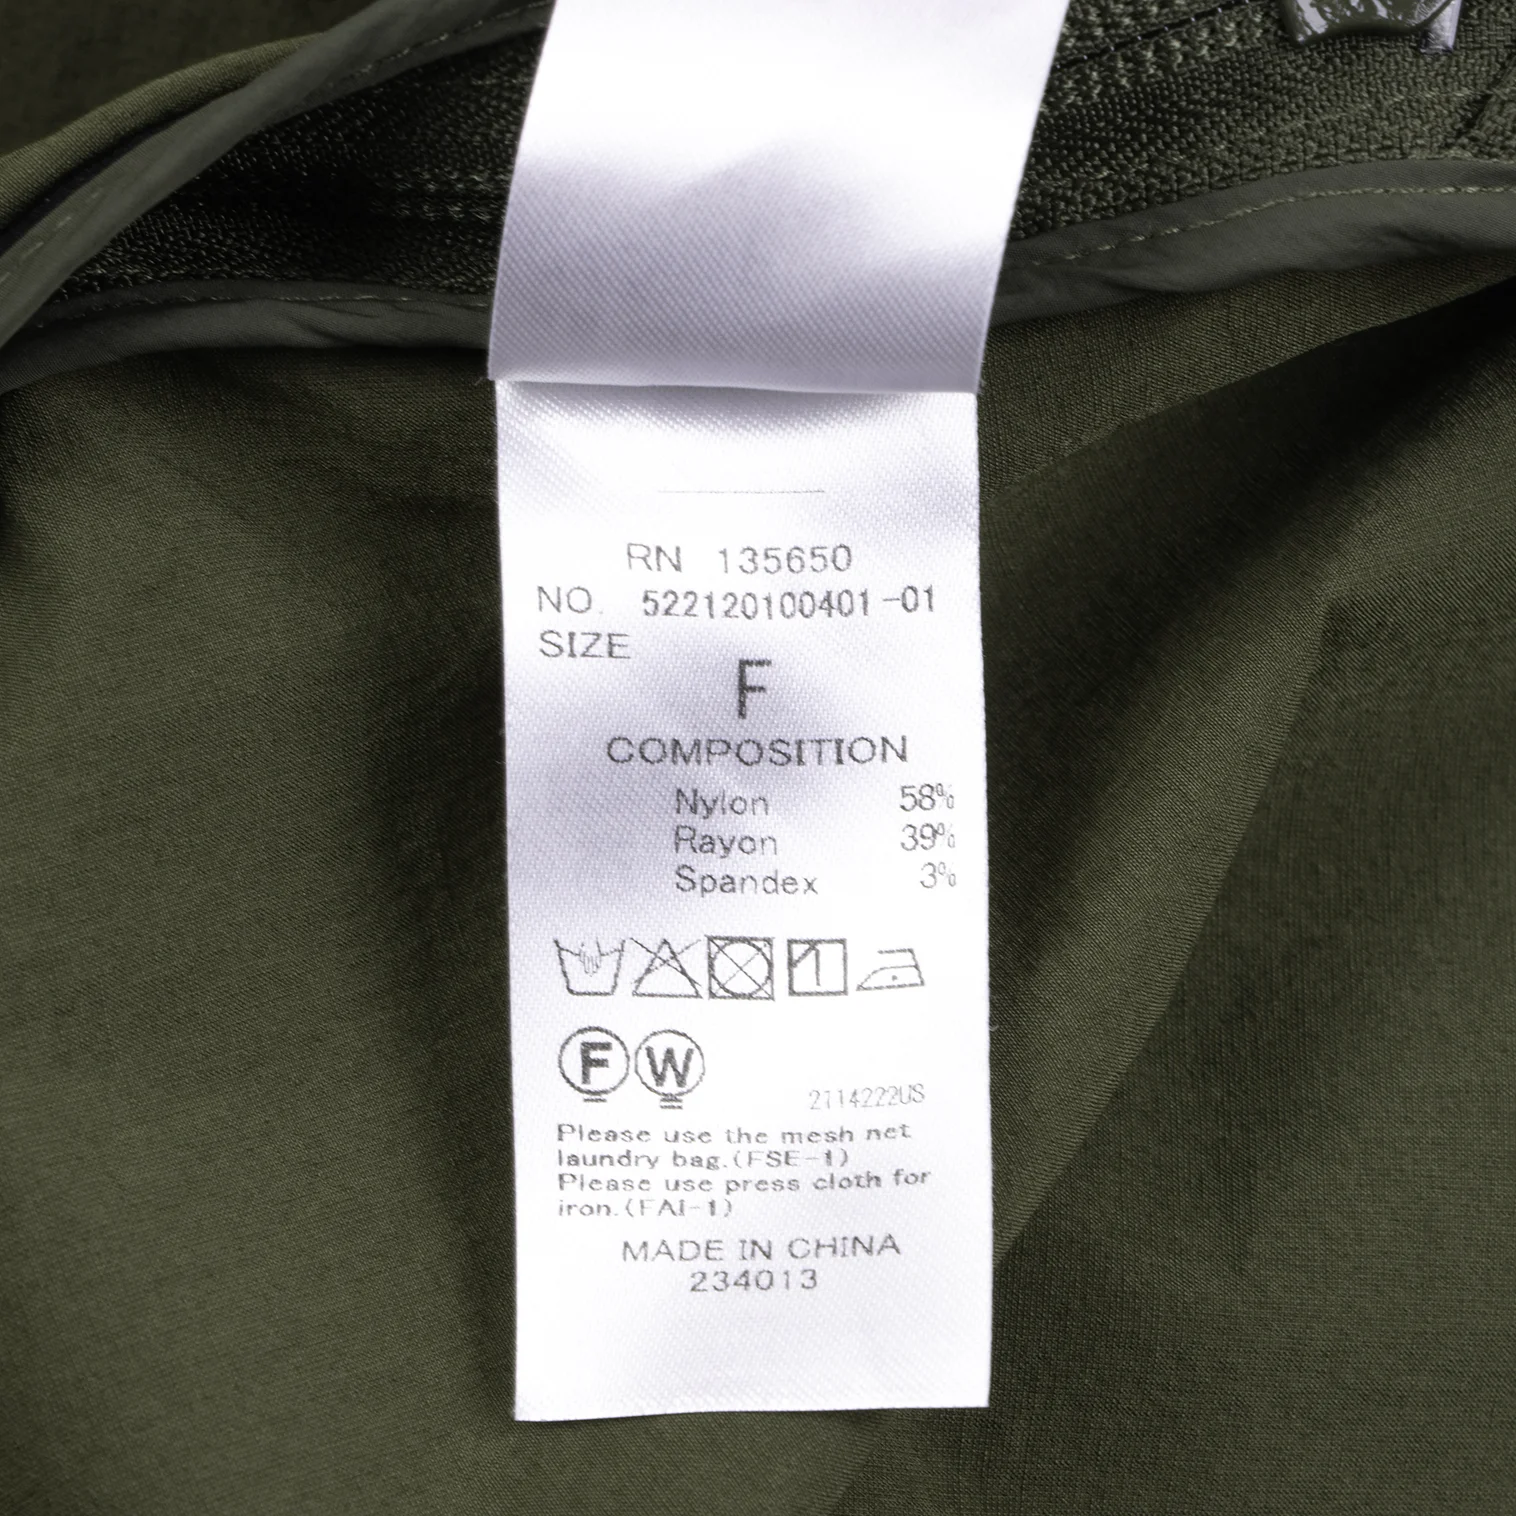 RN 135650
NO. 522120100401-01
SIZE
F
COMPOSITION
Nylon 58%
Rayon 39%
Spandex 3%
1
F W
2114222US
Please use the mesh net
laundry bag.(FSE-1)
Please use press cloth for
iron.(FAI-1)
MADE IN CHINA
234013